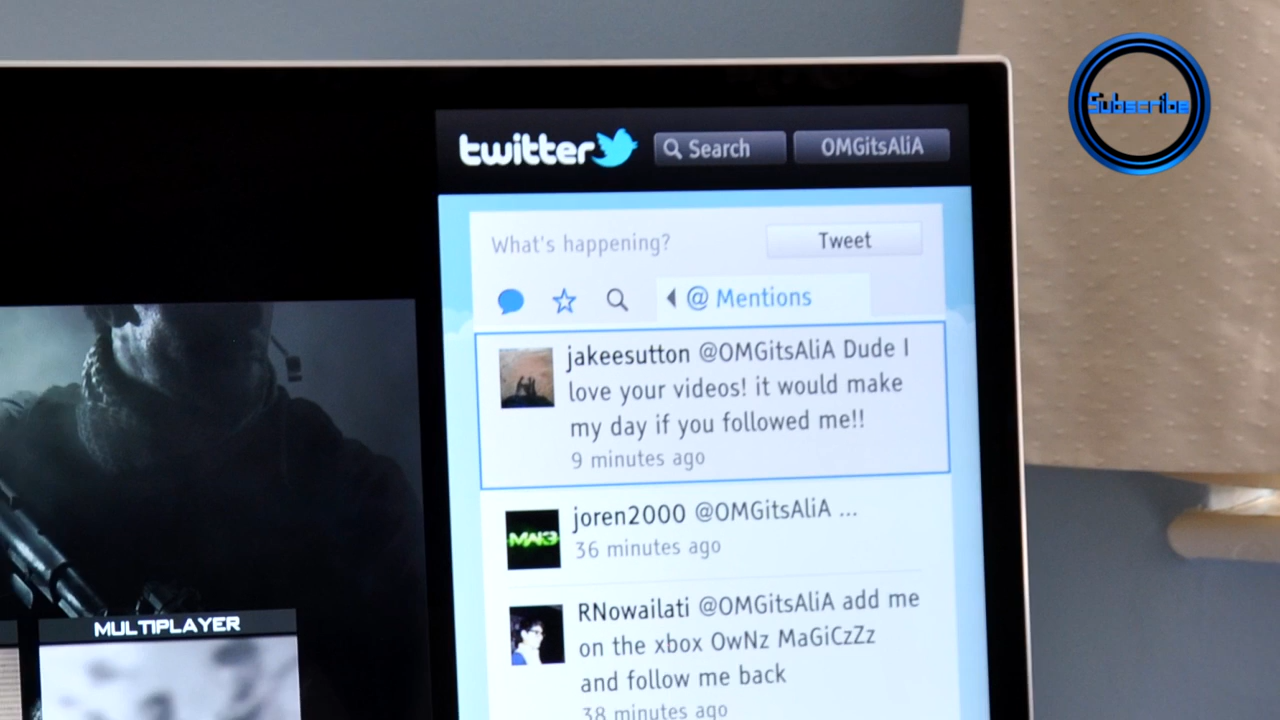 Subscribe
twitter Search OMGitsAliA
What's happening? Tweet
@ Mentions
jakeesutton @OMGitsAliA Dude I
love your videos! it would make
my day if you followed me!!
9 minutes ago
joren2000 @OMGitsAliA ...
36 minutes ago
RNowailati @OMGitsAliA add me
on the xbox OwNz MaGiCzZz
and follow me back
38 minutes ago
MULTIPLAYER